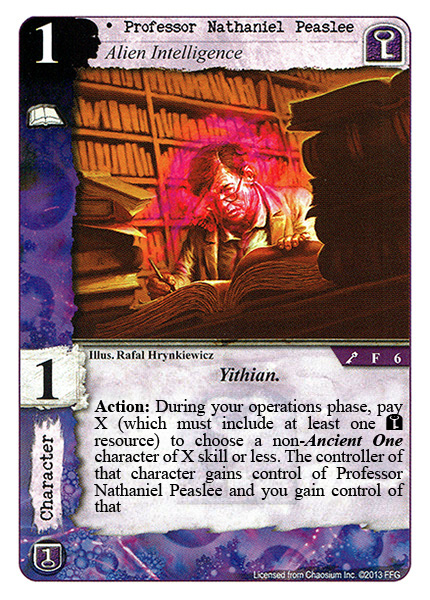 1
• Professor Nathaniel Peaslee
Alien Intelligence
Illus. Rafal Hrynkiewicz
F 6
1
Yithian.
Action: During your operations phase, pay
X (which must include at least one
resource) to choose a non-Ancient One
character of X skill or less. The controller of
that character gains control of Professor
Nathaniel Peaslee and you gain control of
that
Character
1
Licensed from Chaosium Inc. ©2013 FFG